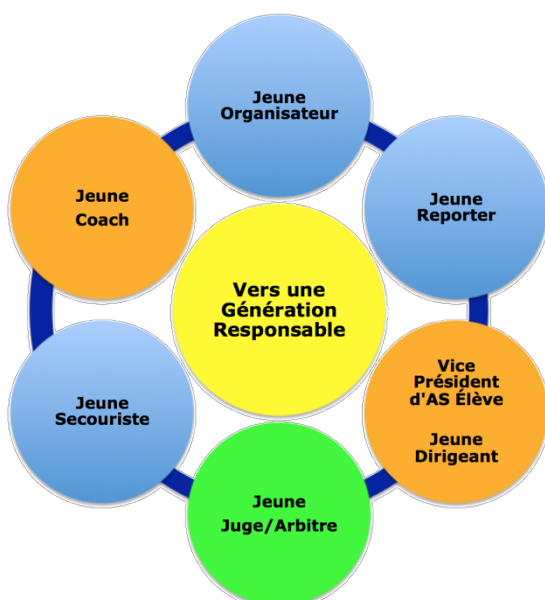 Jeune
Organisateur
Jeune
Coach
Jeune
Reporter
Vers une
Génération
Responsable
Jeune
Secouriste
Vice
Président
d'AS Élève
Jeune
Dirigeant
Jeune
Juge/Arbitre